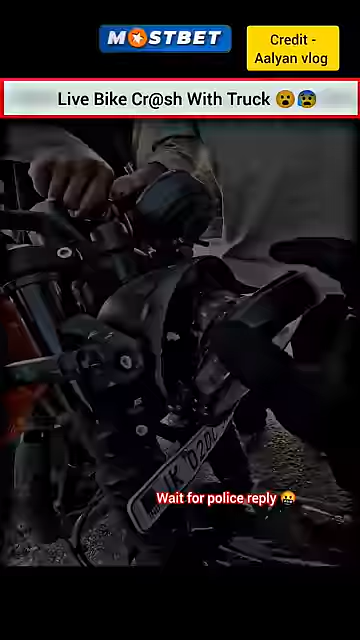 MOSTBET
Credit -
Aalyan vlog
Live Bike Cr@sh With Truck 😮😰
Wait for police reply 😬